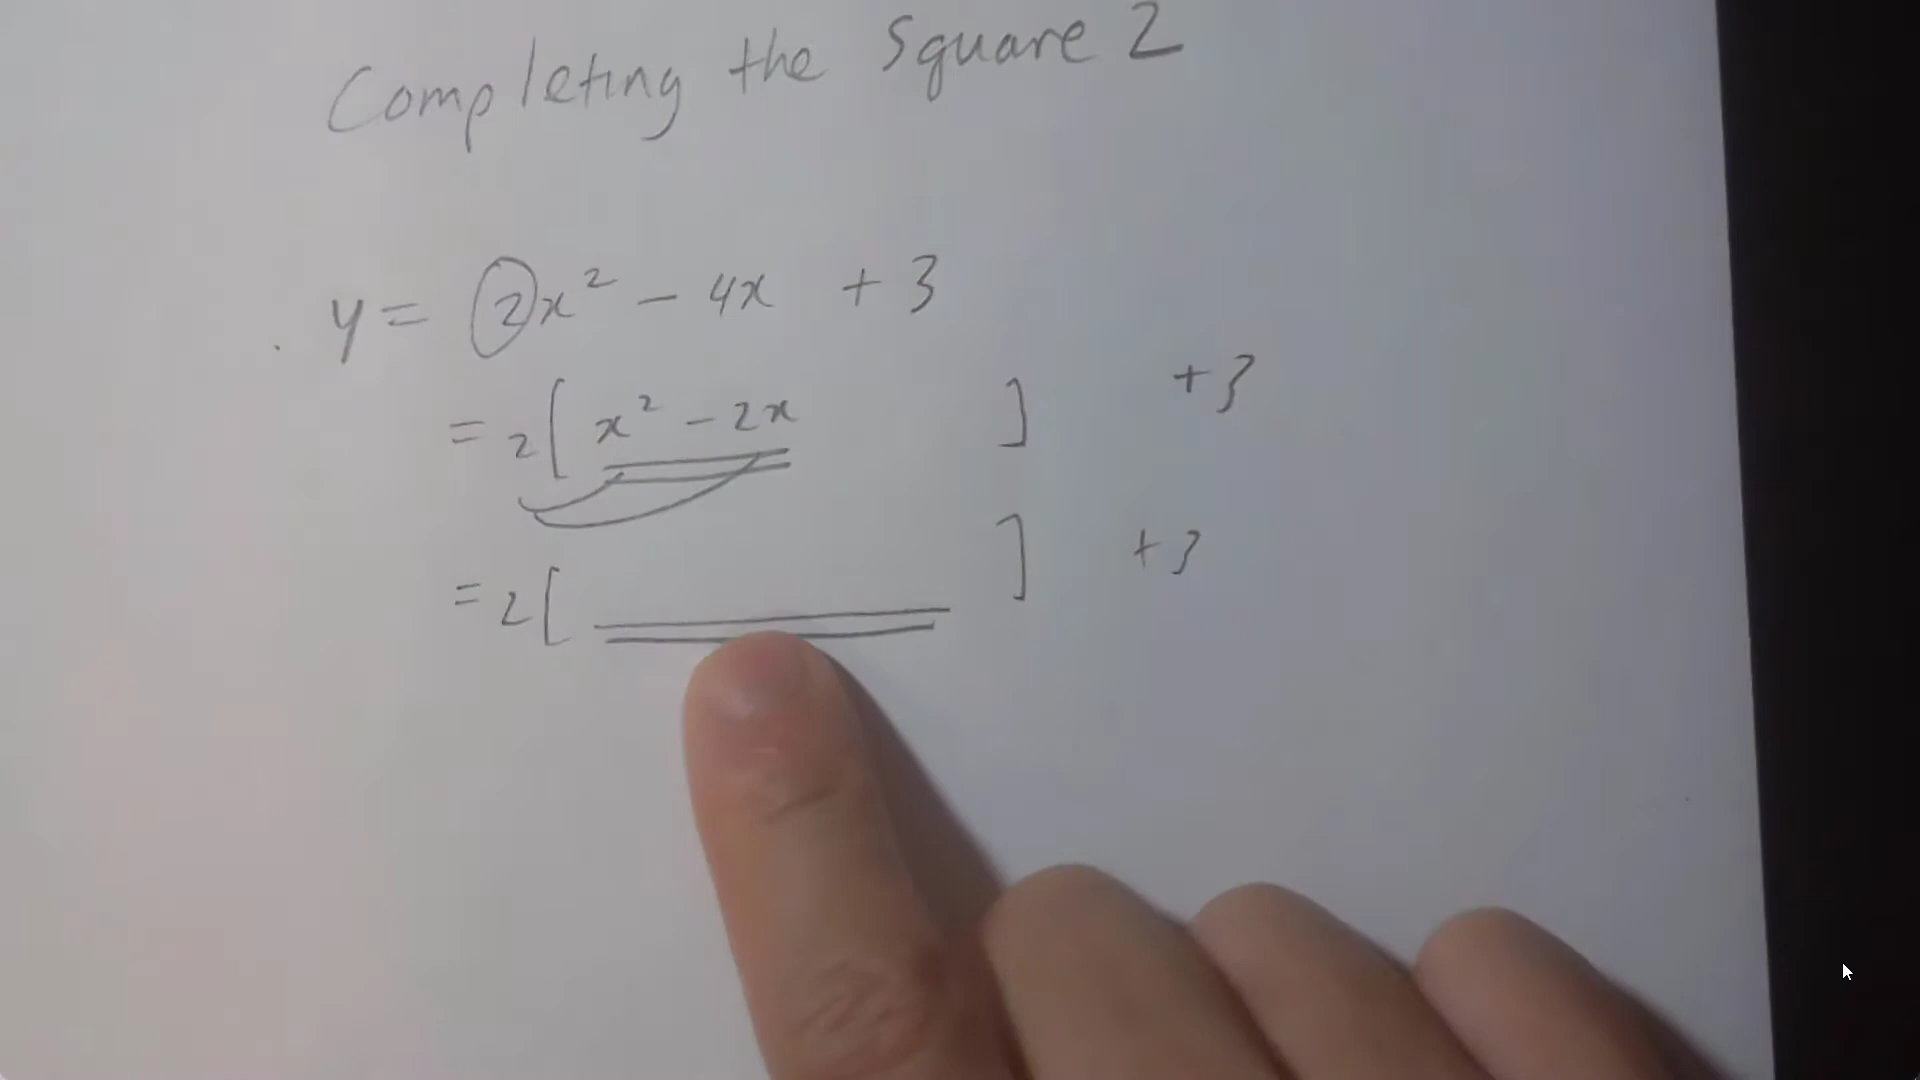 Completing the Square 2
y = 2x² - 4x + 3
= 2[ x² - 2x ] + 3
= 2[ ] + 3